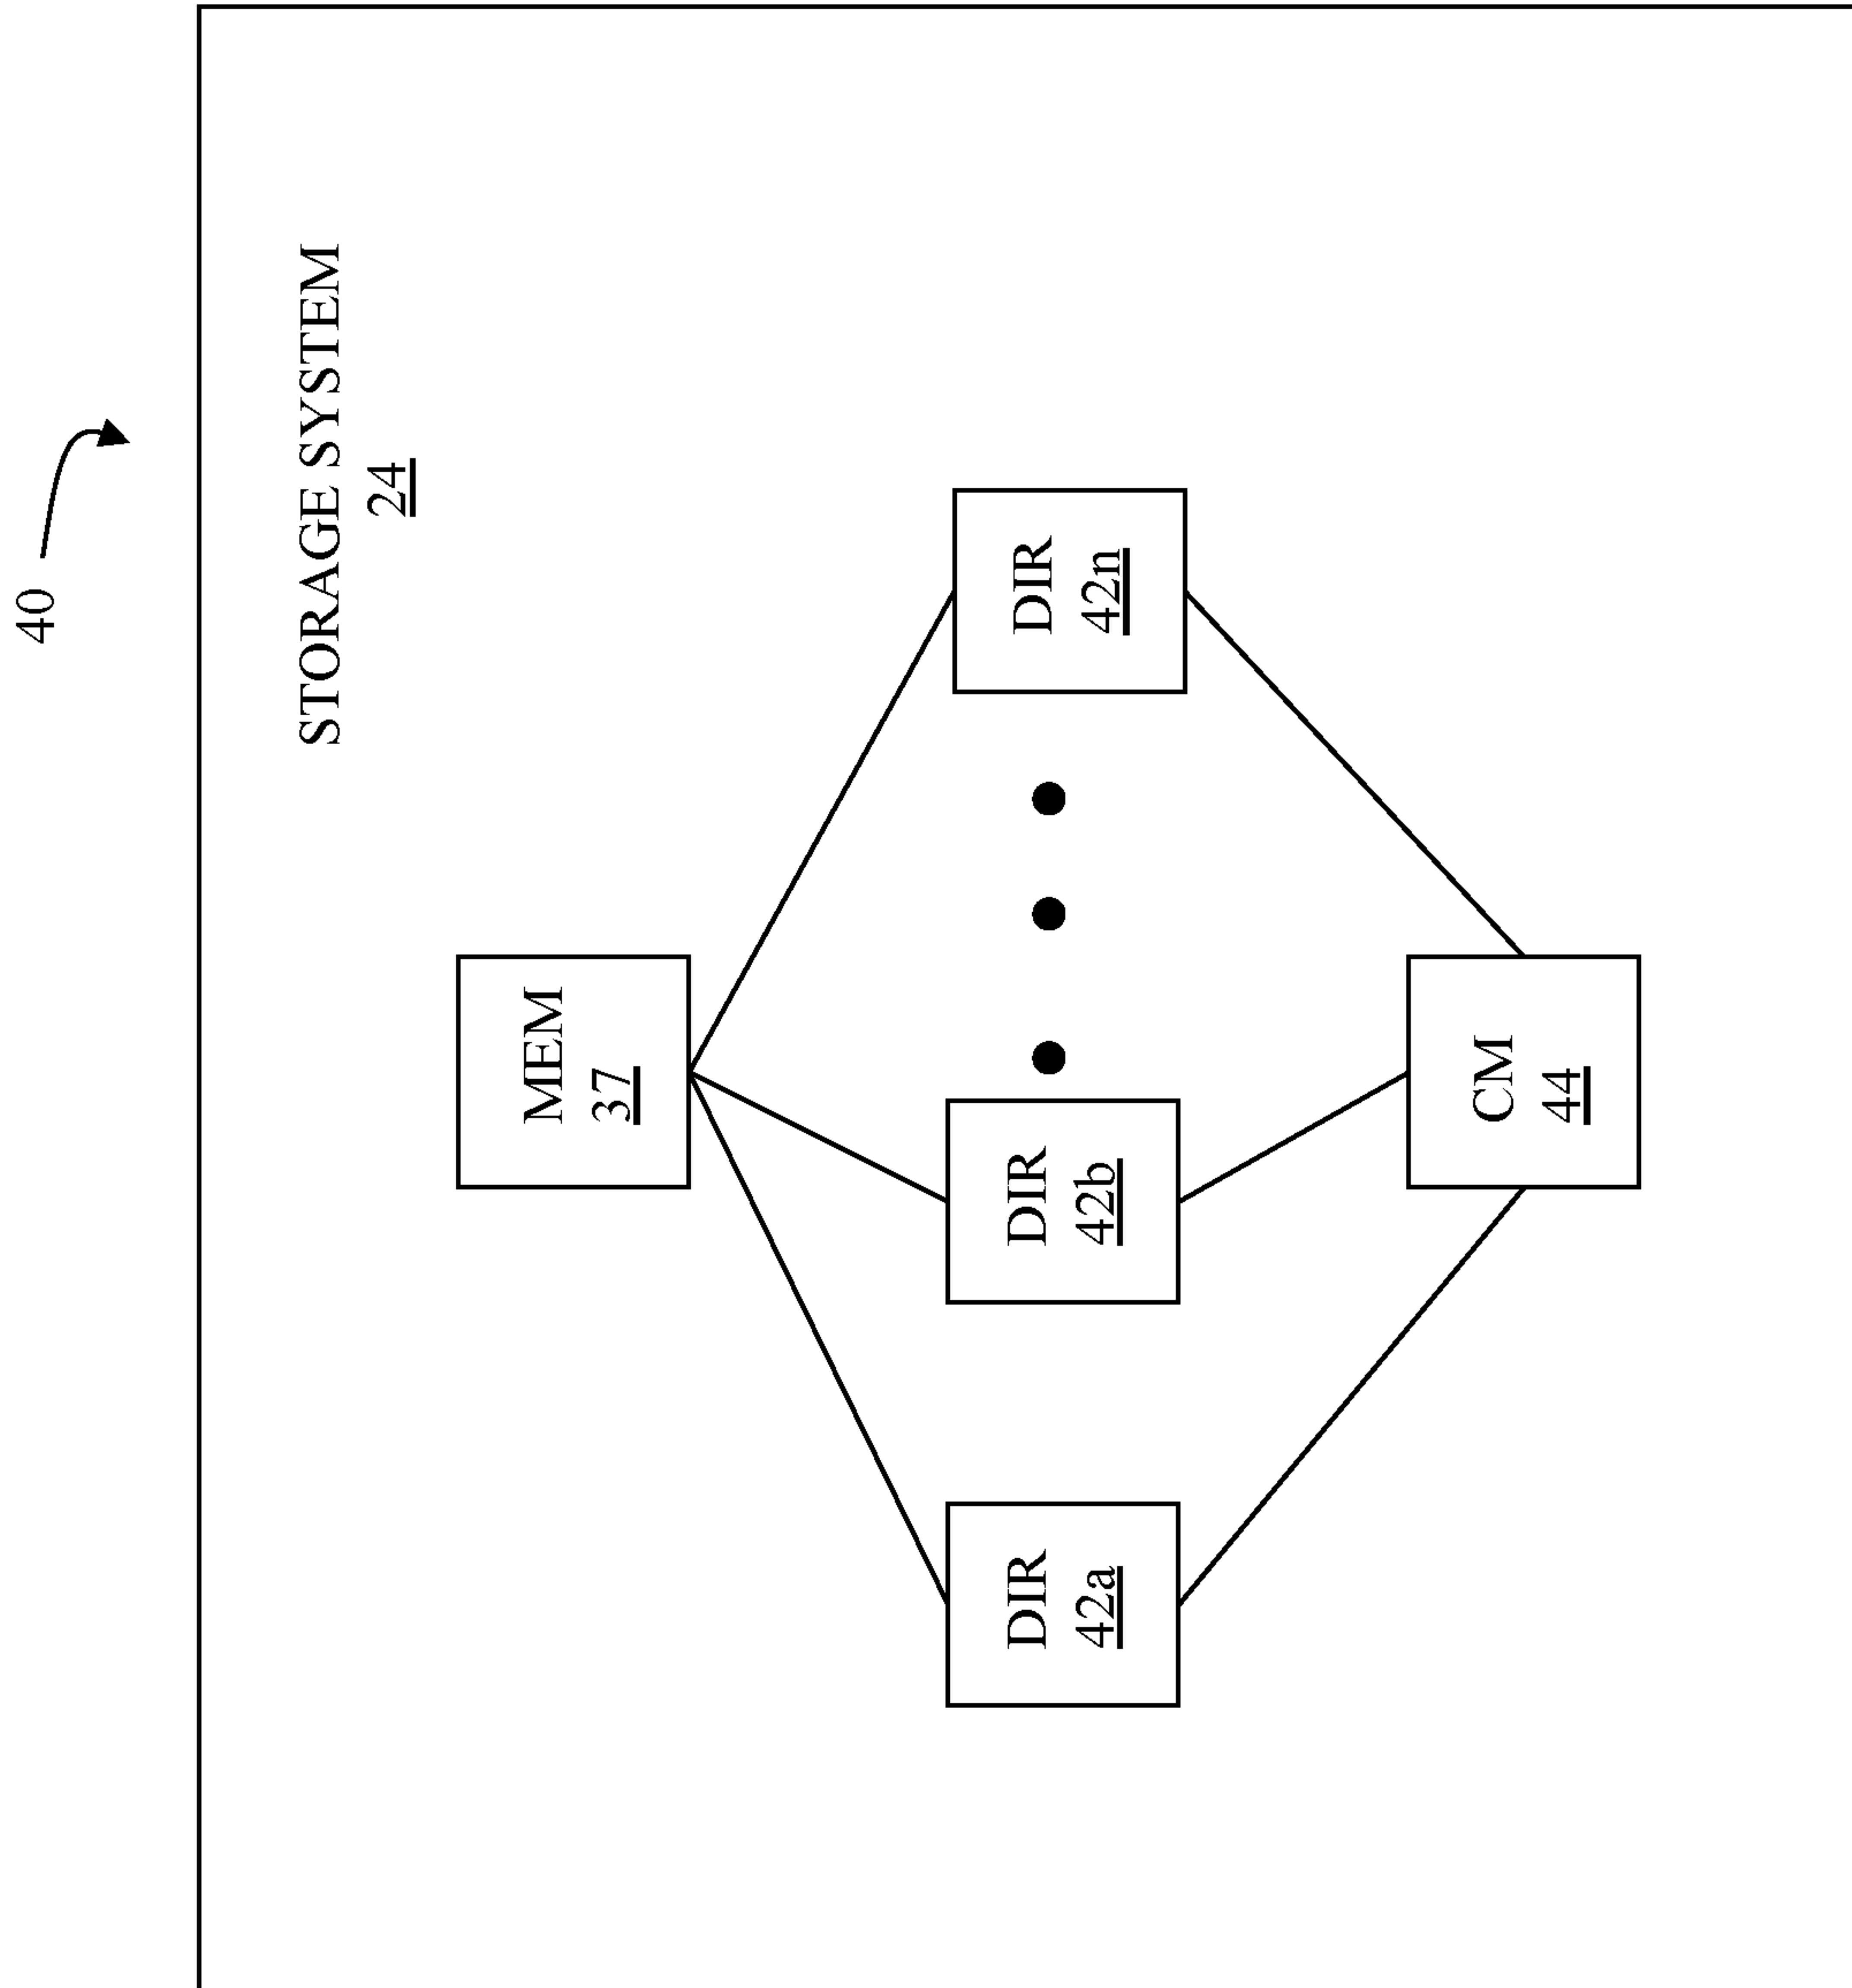 40
STORAGE SYSTEM
24
MEM
37
DIR
42a
DIR
42b
DIR
42n
CM
44